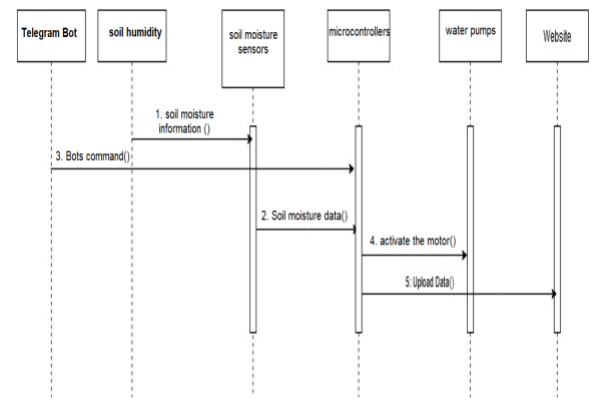 Telegram Bot
soil humidity
soil moisture
sensors
microcontrollers
water pumps
Website
1. soil moisture
information ()
3. Bots command()
2. Soil moisture data()
4. activate the motor()
5: Upload Data()